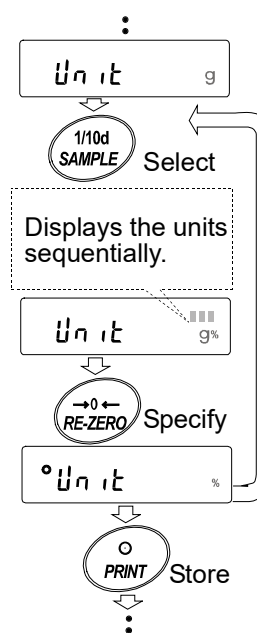 Unit g
1/10d
SAMPLE Select
Displays the units
sequentially.
Unit g%
→0←
RE-ZERO Specify
Unit %
PRINT Store